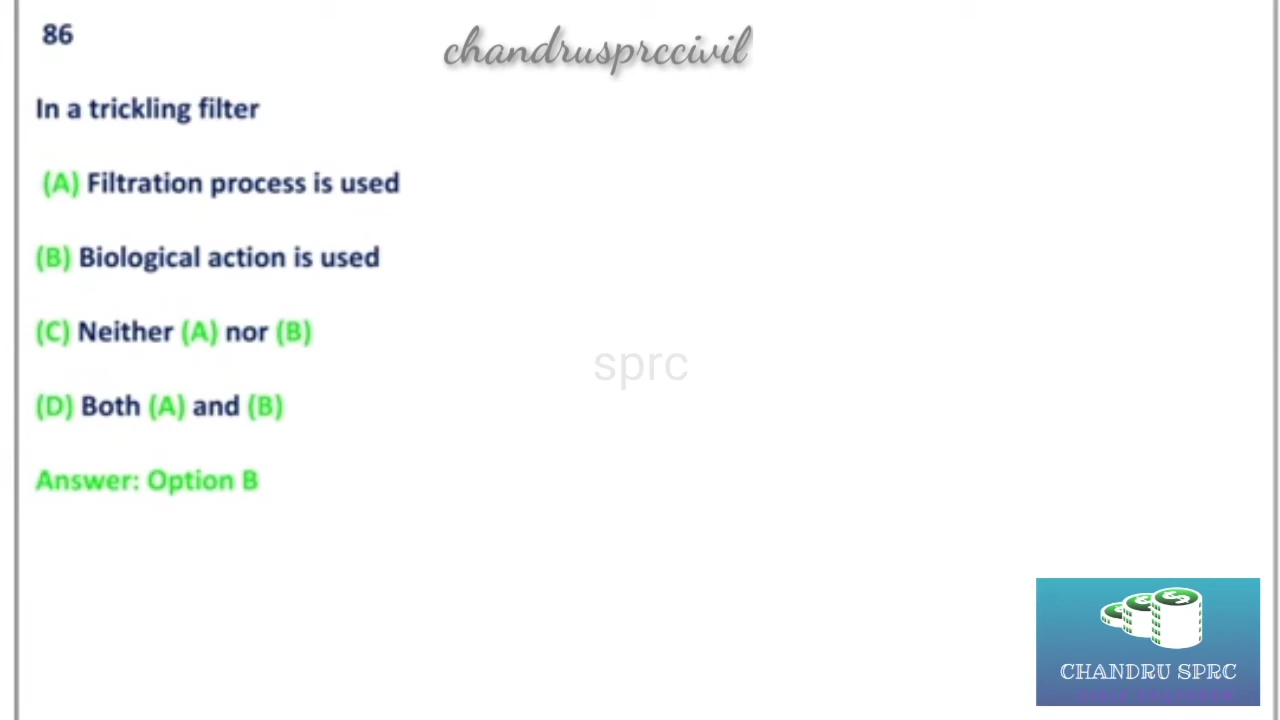 86
chandrusprccivil
In a trickling filter
(A) Filtration process is used
(B) Biological action is used
(C) Neither (A) nor (B)
sprc
(D) Both (A) and (B)
Answer: Option B
CHANDRU SPRC